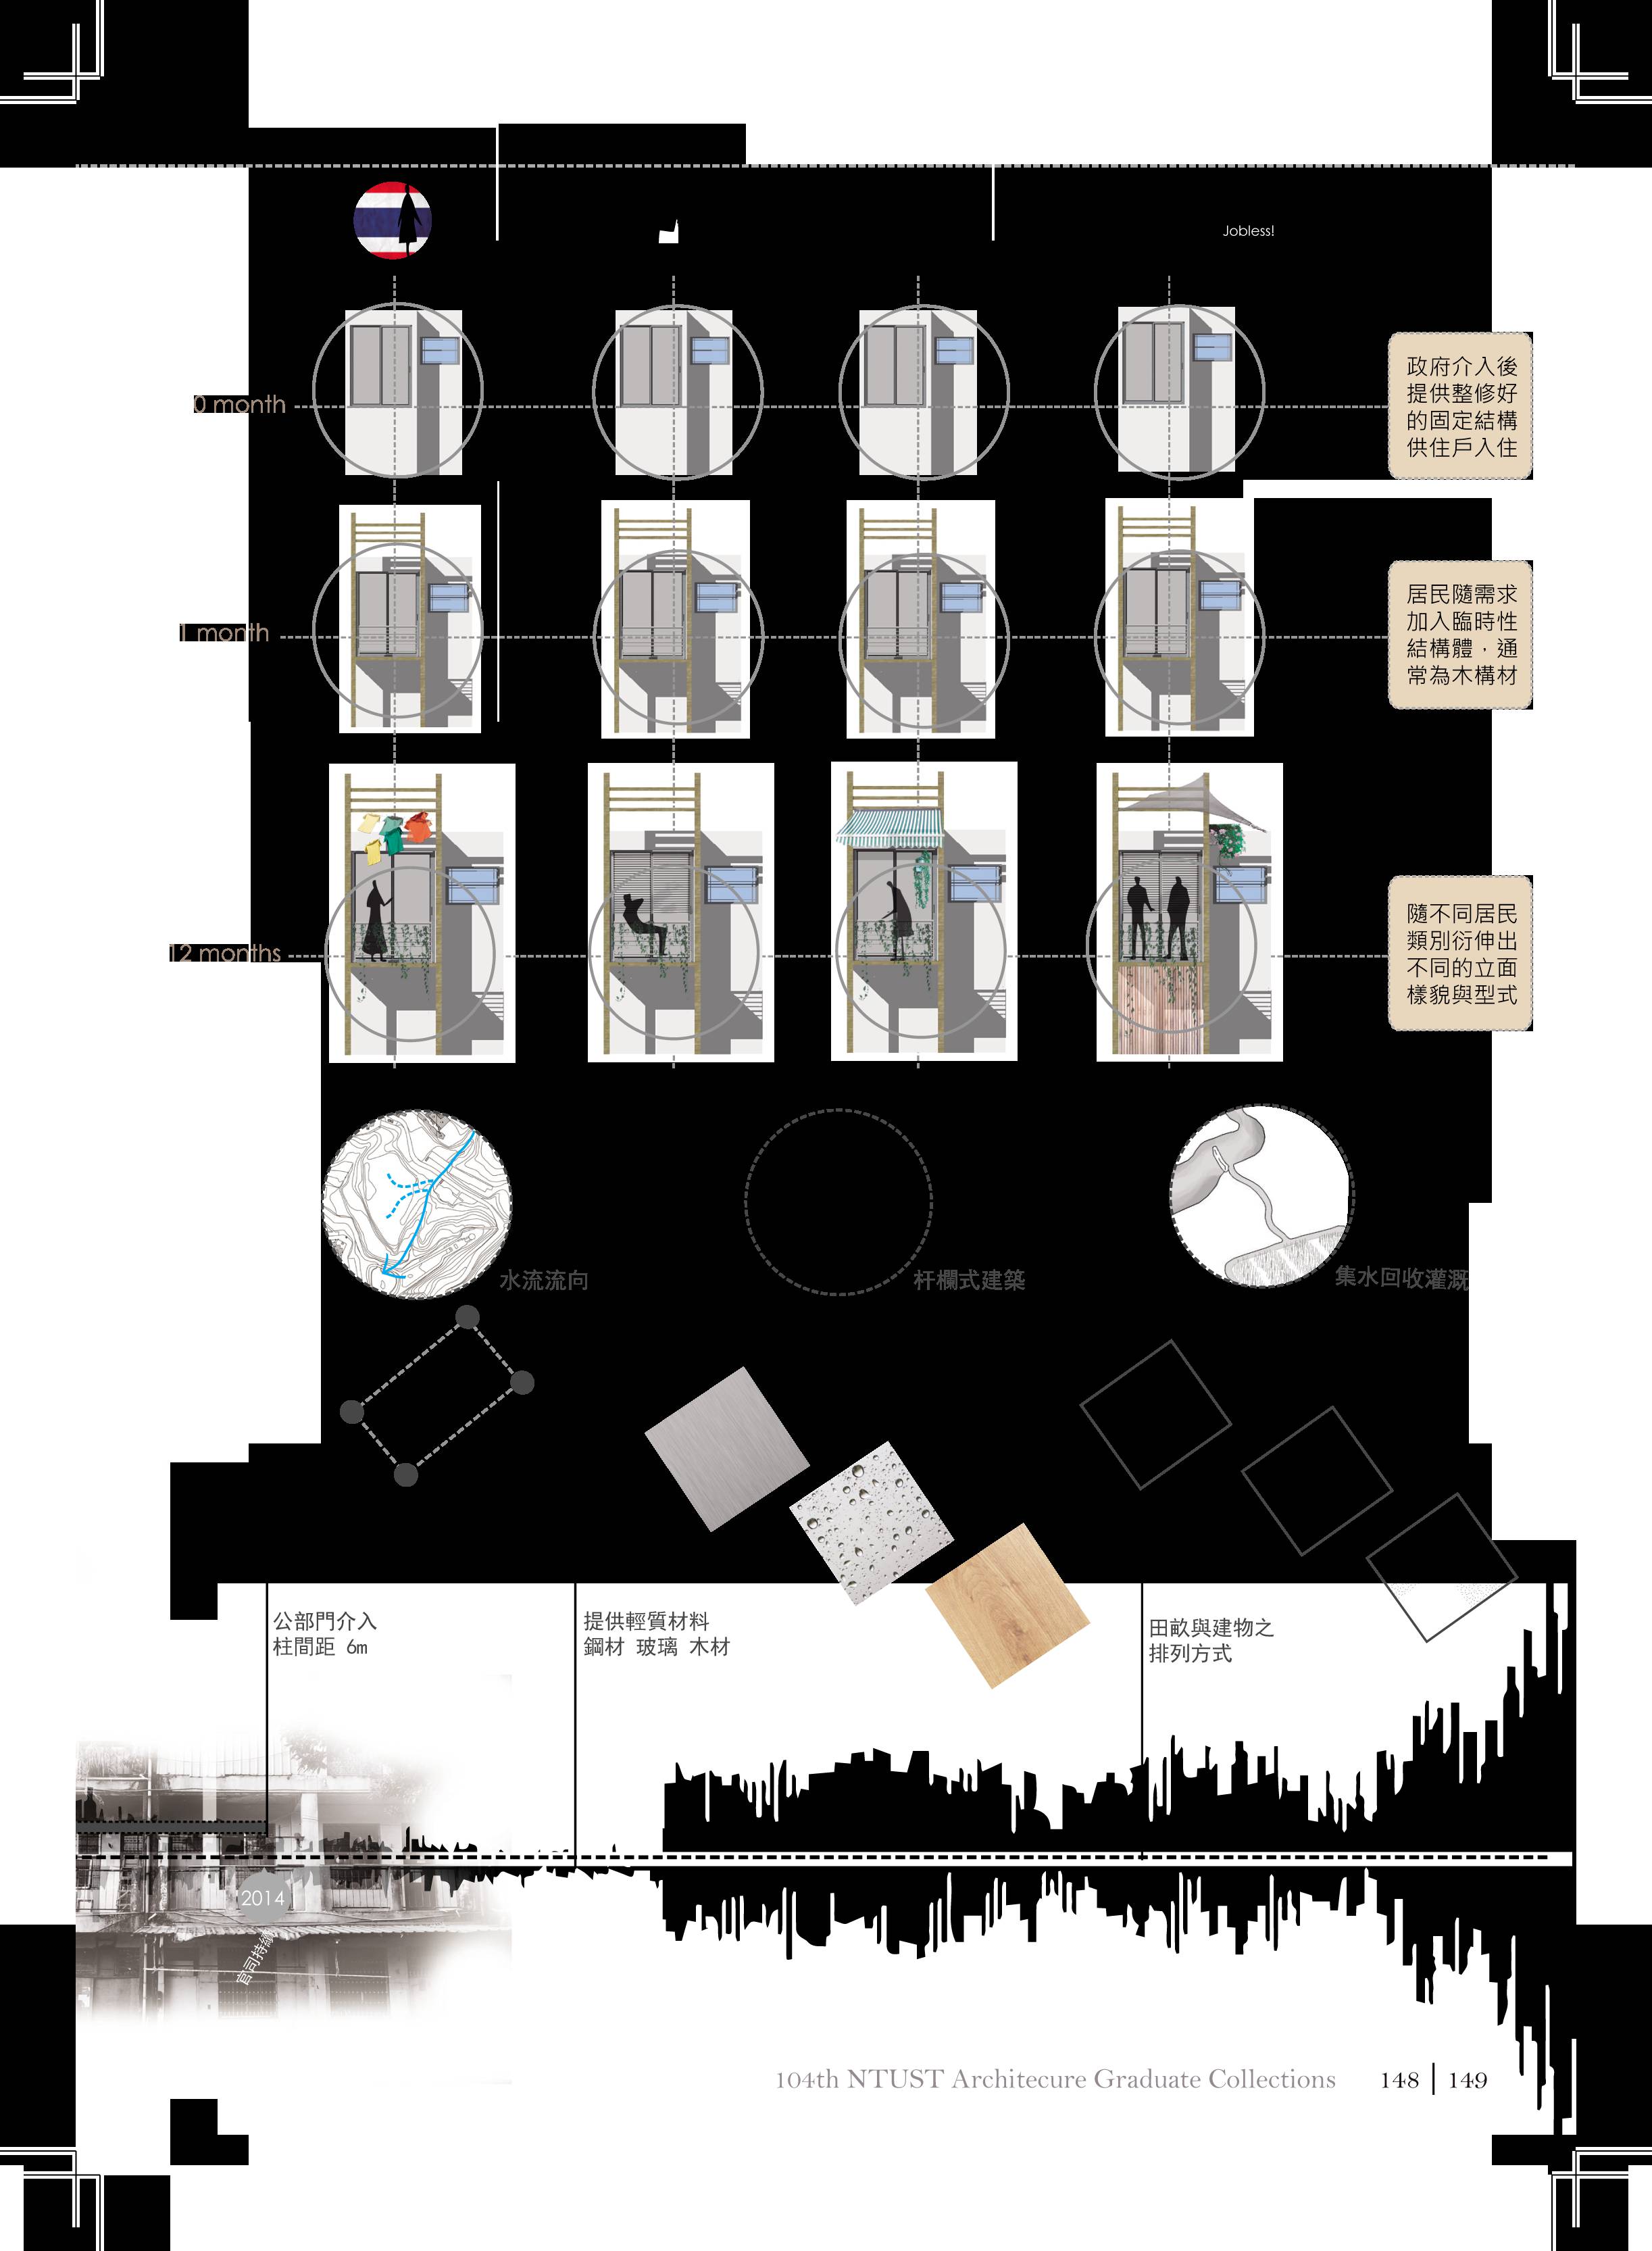 Jobless!
0 month
政府介入後
提供整修好
的固定結構
供住戶入住
1 month
居民隨需求
加入臨時性
結構體，通
常為木構材
12 months
隨不同居民
類別衍伸出
不同的立面
樣貌與型式
水流流向
杆欄式建築
集水回收灌溉
公部門介入
柱間距 6m
提供輕質材料
鋼材 玻璃 木材
田畝與建物之
排列方式
2014
官司持續
104th NTUST Architecure Graduate Collections
148 | 149